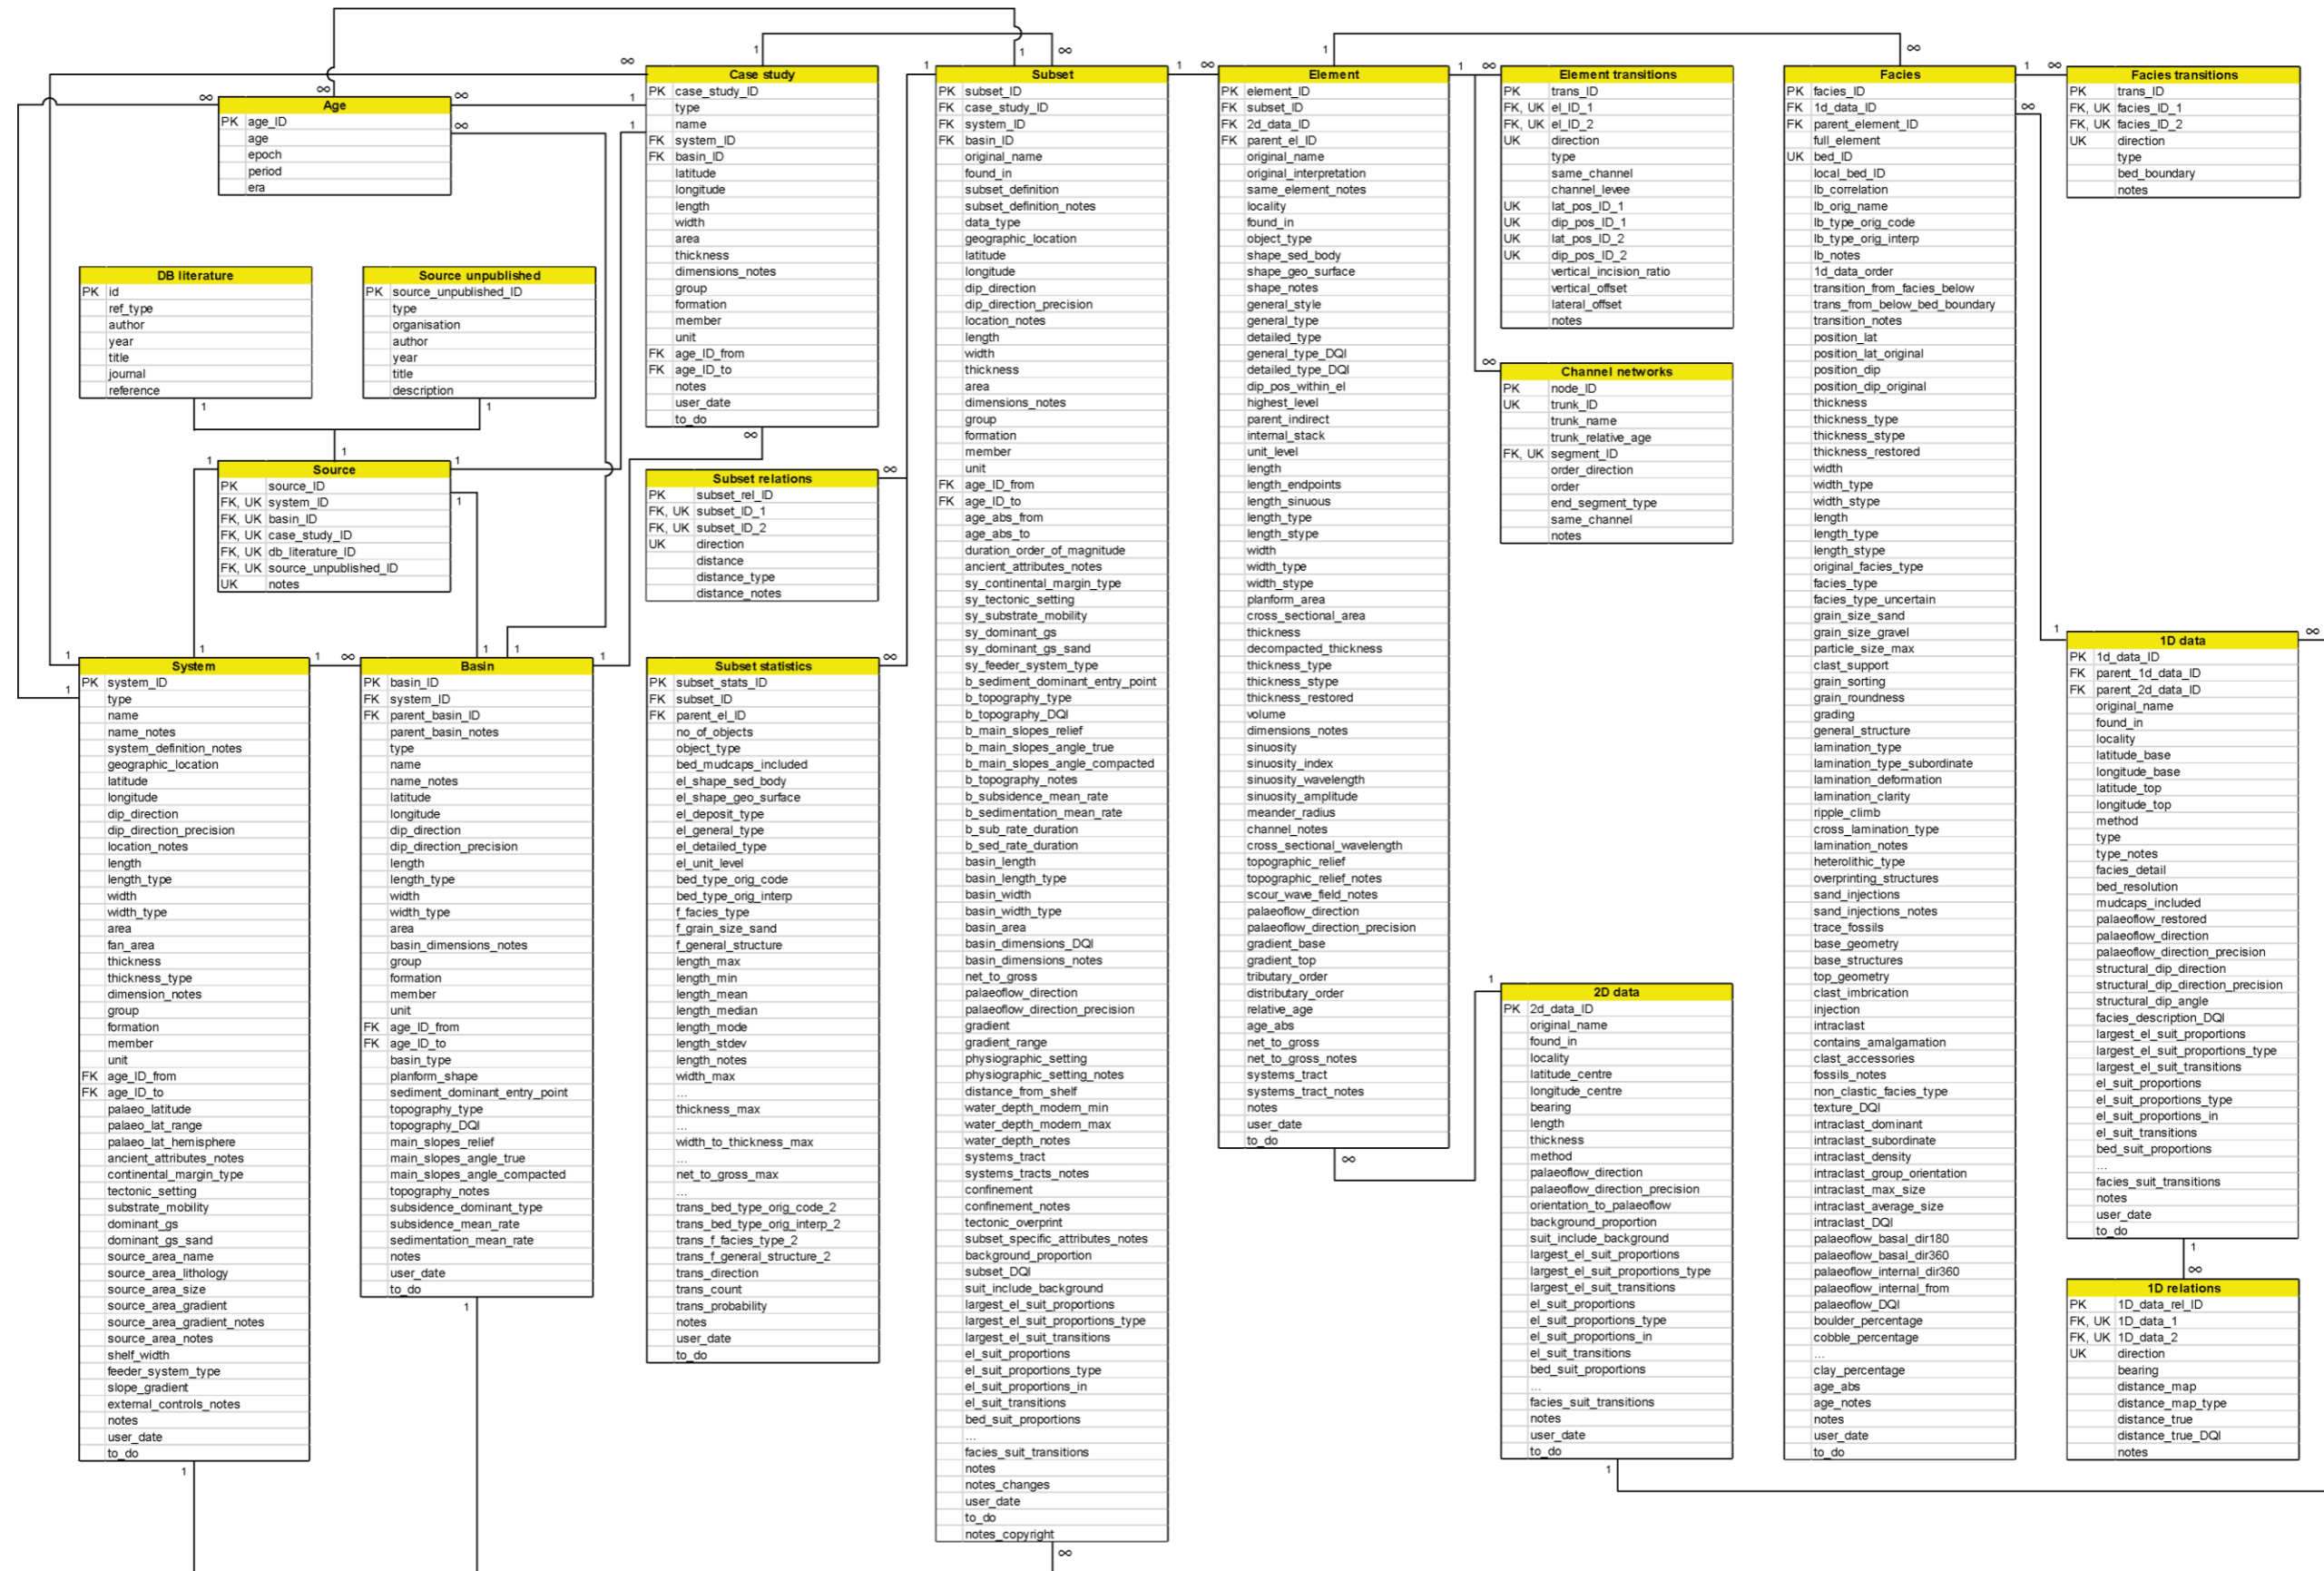 Age
PK age_ID
age
epoch
period
era
DB literature
PK id
ref_type
author
year
title
journal
reference
Source unpublished
PK source_unpublished_ID
type
organisation
author
year
title
description
Source
PK source_ID
FK, UK system_ID
FK, UK basin_ID
FK, UK case_study_ID
FK, UK db_literature_ID
FK, UK source_unpublished_ID
UK notes
System
PK system_ID
type
name
name_notes
system_definition_notes
geographic_location
latitude
longitude
dip_direction
dip_direction_precision
location_notes
length
length_type
width
width_type
area
fan_area
thickness
thickness_type
dimension_notes
group
formation
member
unit
FK age_ID_from
FK age_ID_to
palaeo_latitude
palaeo_lat_range
palaeo_lat_hemisphere
ancient_attributes_notes
continental_margin_type
tectonic_setting
substrate_mobility
dominant_gs
dominant_gs_sand
source_area_name
source_area_lithology
source_area_size
source_area_gradient
source_area_gradient_notes
source_area_notes
shelf_width
feeder_system_type
slope_gradient
external_controls_notes
notes
user_date
to_do
Basin
PK basin_ID
FK system_ID
FK parent_basin_ID
parent_basin_notes
type
name
name_notes
latitude
longitude
dip_direction
dip_direction_precision
length
length_type
width
width_type
area
basin_dimensions_notes
group
formation
member
unit
FK age_ID_from
FK age_ID_to
basin_type
planform_shape
sediment_dominant_entry_point
topography_type
topography_DQI
main_slopes_relief
main_slopes_angle_true
main_slopes_angle_compacted
topography_notes
subsidence_dominant_type
subsidence_mean_rate
sedimentation_mean_rate
notes
user_date
to_do
Case study
PK case_study_ID
type
name
FK system_ID
FK basin_ID
latitude
longitude
length
width
area
thickness
dimensions_notes
group
formation
member
unit
FK age_ID_from
FK age_ID_to
notes
user_date
to_do
Subset relations
PK subset_rel_ID
FK, UK subset_ID_1
FK, UK subset_ID_2
UK direction
distance
distance_type
distance_notes
Subset statistics
PK subset_stats_ID
FK subset_ID
FK parent_el_ID
no_of_objects
object_type
bed_mudcaps_included
el_shape_sed_body
el_shape_geo_surface
el_deposit_type
el_general_type
el_detailed_type
el_unit_level
bed_type_orig_code
bed_type_orig_interp
f_facies_type
f_grain_size_sand
f_general_structure
length_max
length_min
length_mean
length_median
length_mode
length_stdev
length_notes
width_max
...
thickness_max
...
width_to_thickness_max
...
net_to_gross_max
...
trans_bed_type_orig_code_2
trans_bed_type_orig_interp_2
trans_f_facies_type_2
trans_f_general_structure_2
trans_direction
trans_count
trans_probability
notes
user_date
to_do
Subset
PK subset_ID
FK case_study_ID
FK system_ID
FK basin_ID
original_name
found_in
subset_definition
subset_definition_notes
data_type
geographic_location
latitude
longitude
dip_direction
dip_direction_precision
location_notes
length
width
thickness
area
dimensions_notes
group
formation
member
unit
FK age_ID_from
FK age_ID_to
age_abs_from
age_abs_to
duration_order_of_magnitude
ancient_attributes_notes
sy_continental_margin_type
sy_tectonic_setting
sy_substrate_mobility
sy_dominant_gs
sy_dominant_gs_sand
sy_feeder_system_type
b_sediment_dominant_entry_point
b_topography_type
b_topography_DQI
b_main_slopes_relief
b_main_slopes_angle_true
b_main_slopes_angle_compacted
b_topography_notes
b_subsidence_mean_rate
b_sedimentation_mean_rate
b_sub_rate_duration
b_sed_rate_duration
basin_length
basin_length_type
basin_width
basin_width_type
basin_area
basin_dimensions_DQI
basin_dimensions_notes
net_to_gross
palaeoflow_direction
palaeoflow_direction_precision
gradient
gradient_range
physiographic_setting
physiographic_setting_notes
distance_from_shelf
water_depth_modern_min
water_depth_modern_max
water_depth_notes
systems_tract
systems_tracts_notes
confinement
confinement_notes
tectonic_overprint
subset_specific_attributes_notes
background_proportion
subset_DQI
suit_include_background
largest_el_suit_proportions
largest_el_suit_proportions_type
largest_el_suit_transitions
el_suit_proportions
el_suit_proportions_type
el_suit_proportions_in
el_suit_transitions
bed_suit_proportions
...
facies_suit_transitions
notes
notes_changes
user_date
to_do
notes_copyright
Element
PK element_ID
FK subset_ID
FK 2d_data_ID
FK parent_el_ID
original_name
original_interpretation
same_element_notes
locality
found_in
object_type
shape_sed_body
shape_geo_surface
shape_notes
general_style
general_type
detailed_type
general_type_DQI
detailed_type_DQI
dip_pos_within_el
highest_level
parent_indirect
internal_stack
unit_level
length
length_endpoints
length_sinuous
length_type
length_stype
width
width_type
width_stype
planform_area
cross_sectional_area
thickness
decompacted_thickness
thickness_type
thickness_stype
thickness_restored
volume
dimensions_notes
sinuosity
sinuosity_index
sinuosity_wavelength
sinuosity_amplitude
meander_radius
channel_notes
cross_sectional_wavelength
topographic_relief
topographic_relief_notes
scour_wave_field_notes
palaeoflow_direction
palaeoflow_direction_precision
gradient_base
gradient_top
tributary_order
distributary_order
relative_age
age_abs
net_to_gross
net_to_gross_notes
systems_tract
systems_tract_notes
notes
user_date
to_do
Element transitions
PK trans_ID
FK, UK el_ID_1
FK, UK el_ID_2
UK direction
type
same_channel
channel_levee
UK lat_pos_ID_1
UK dip_pos_ID_1
UK lat_pos_ID_2
UK dip_pos_ID_2
vertical_incision_ratio
vertical_offset
lateral_offset
notes
Channel networks
PK node_ID
UK trunk_ID
trunk_name
trunk_relative_age
FK, UK segment_ID
order_direction
order
end_segment_type
same_channel
notes
2D data
PK 2d_data_ID
original_name
found_in
locality
latitude_centre
longitude_centre
bearing
length
thickness
method
palaeoflow_direction
palaeoflow_direction_precision
orientation_to_palaeoflow
background_proportion
suit_include_background
largest_el_suit_proportions
largest_el_suit_proportions_type
largest_el_suit_transitions
el_suit_proportions
el_suit_proportions_type
el_suit_proportions_in
el_suit_transitions
bed_suit_proportions
...
facies_suit_transitions
notes
user_date
to_do
Facies
PK facies_ID
FK 1d_data_ID
FK parent_element_ID
full_element
UK bed_ID
local_bed_ID
lb_correlation
lb_orig_name
lb_type_orig_code
lb_type_orig_interp
lb_notes
1d_data_order
transition_from_facies_below
trans_from_below_bed_boundary
transition_notes
position_lat
position_lat_original
position_dip
position_dip_original
thickness
thickness_type
thickness_stype
thickness_restored
width
width_type
width_stype
length
length_type
length_stype
original_facies_type
facies_type
facies_type_uncertain
grain_size_sand
grain_size_gravel
particle_size_max
clast_support
grain_sorting
grain_roundness
grading
general_structure
lamination_type
lamination_type_subordinate
lamination_deformation
lamination_clarity
ripple_climb
cross_lamination_type
lamination_notes
heterolithic_type
overprinting_structures
sand_injections
sand_injections_notes
trace_fossils
base_geometry
base_structures
top_geometry
clast_imbrication
injection
intraclast
contains_amalgamation
clast_accessories
fossils_notes
non_clastic_facies_type
texture_DQI
intraclast_dominant
intraclast_subordinate
intraclast_density
intraclast_group_orientation
intraclast_max_size
intraclast_average_size
intraclast_DQI
palaeoflow_basal_dir180
palaeoflow_basal_dir360
palaeoflow_internal_dir360
palaeoflow_internal_from
palaeoflow_DQI
boulder_percentage
cobble_percentage
...
clay_percentage
age_abs
age_notes
notes
user_date
to_do
Facies transitions
PK trans_ID
FK, UK facies_ID_1
FK, UK facies_ID_2
UK direction
type
bed_boundary
notes
1D data
PK 1d_data_ID
FK parent_1d_data_ID
FK parent_2d_data_ID
original_name
found_in
locality
latitude_base
longitude_base
latitude_top
longitude_top
method
type
type_notes
facies_detail
bed_resolution
mudcaps_included
palaeoflow_restored
palaeoflow_direction
palaeoflow_direction_precision
structural_dip_direction
structural_dip_direction_precision
structural_dip_angle
facies_description_DQI
largest_el_suit_proportions
largest_el_suit_proportions_type
largest_el_suit_transitions
el_suit_proportions
el_suit_proportions_type
el_suit_proportions_in
el_suit_transitions
bed_suit_proportions
...
facies_suit_transitions
notes
user_date
to_do
1D relations
PK 1D_data_rel_ID
FK, UK 1D_data_1
FK, UK 1D_data_2
UK direction
bearing
distance_map
distance_map_type
distance_true
distance_true_DQI
notes